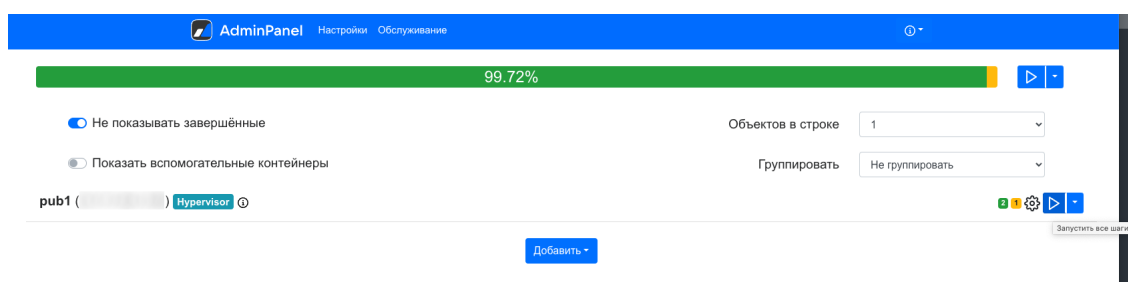 AdminPanel Настройки Обслуживание
99.72%
Не показывать завершённые
Объектов в строке 1
Показать вспомогательные контейнеры
Группировать Не группировать
pub1 ( ) Hypervisor 2 1
Запустить все шаги
Добавить